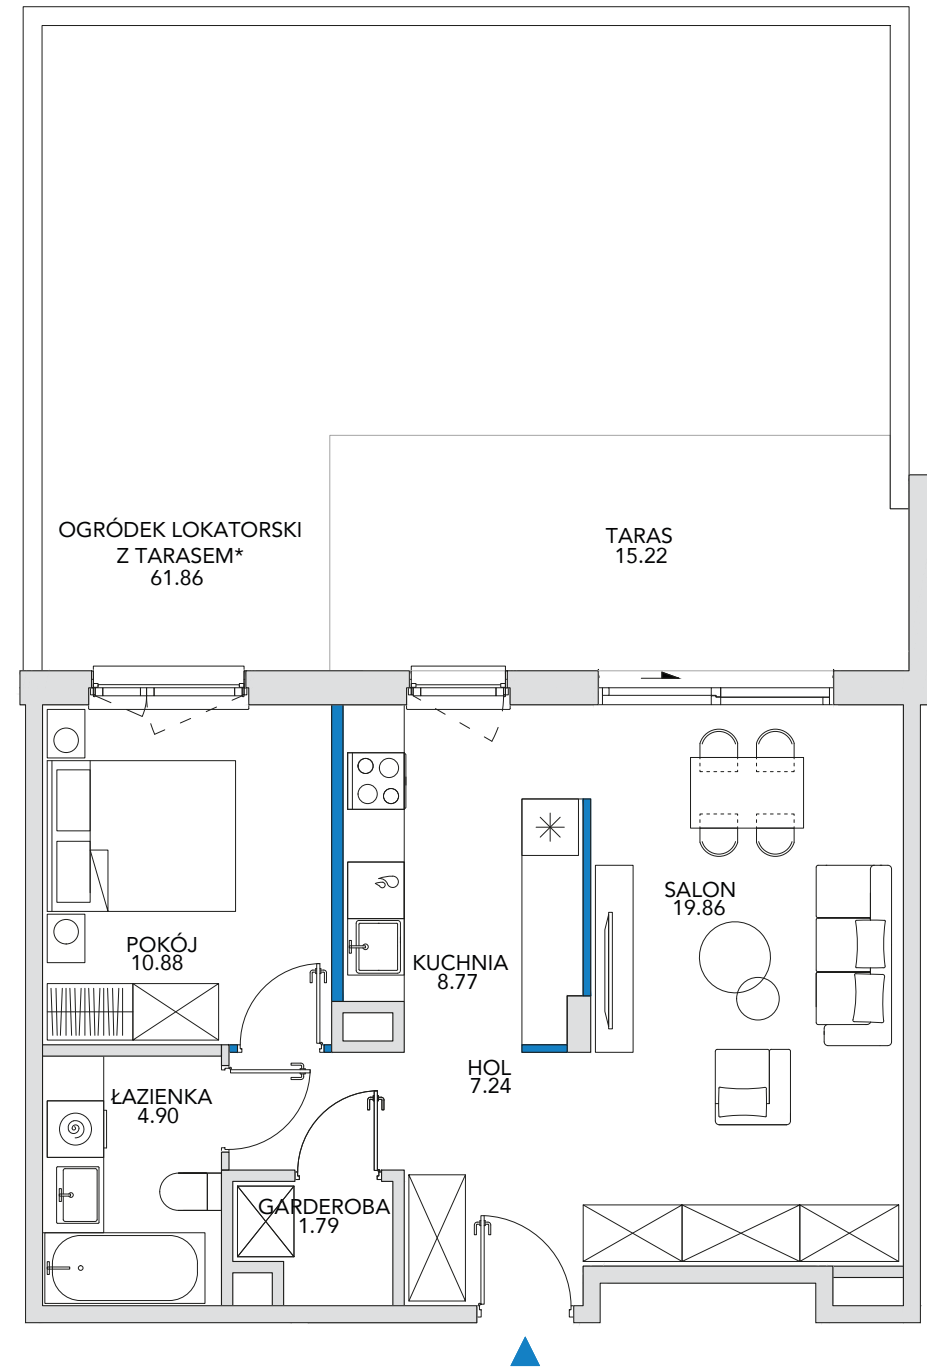 OGRÓDEK LOKATORSKI
Z TARASEM*
61.86
TARAS
15.22
SALON
19.86
POKÓJ
10.88
KUCHNIA
8.77
HOL
7.24
ŁAZIENKA
4.90
GARDEROBA
1.79